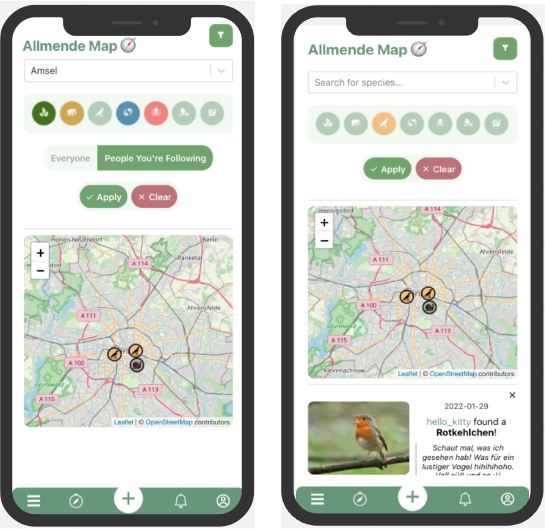 Allmende Map
Amsel
Everyone
People You're Following
✓ Apply
× Clear
+
−
Hohen Neuendorf
Berlin
A 114
Panketal
A 111
Ahrensfelde
A 100
A 115
A 113
Leaflet | © OpenStreetMap contributors
+
Allmende Map
Search for species...
✓ Apply
× Clear
+
−
Hennigsdorf
A 114
Ahrensfelde
A 111
A 100
A 113
A 115
Kleinmachnow
Leaflet | © OpenStreetMap contributors
×
2022-01-29
hello_kitty found a
Rotkehlchen!
Schaut mal, was ich
gesehen hab! Was für ein
lustiger Vogel hihihihoho.
+